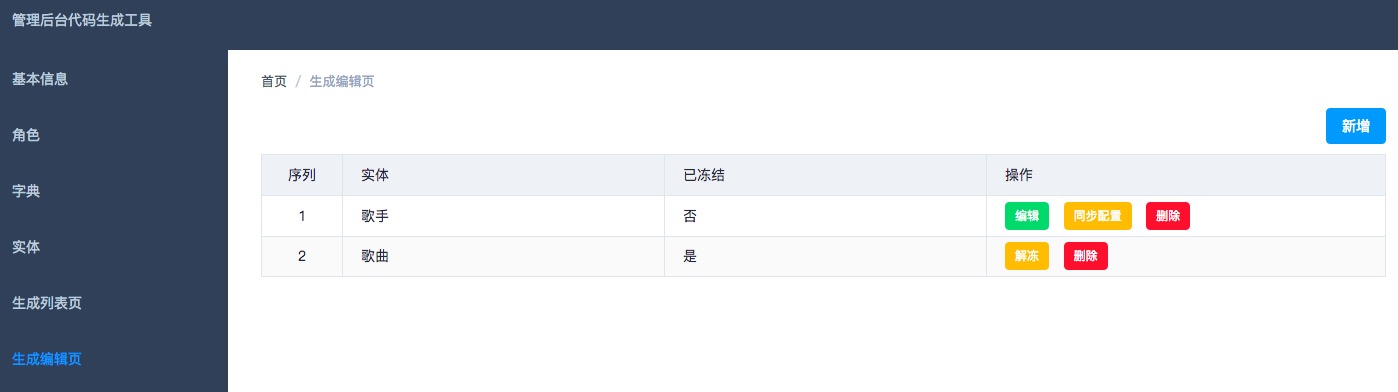 管理后台代码生成工具
基本信息
角色
字典
实体
生成列表页
生成编辑页
首页 / 生成编辑页
新增
序列 实体 已冻结 操作
1 歌手 否 编辑 同步配置 删除
2 歌曲 是 解冻 删除